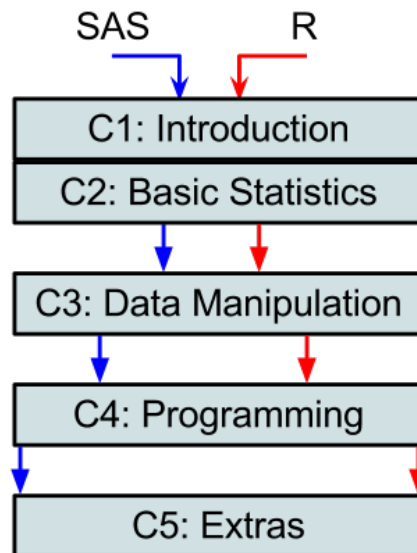 SAS R
C1: Introduction
C2: Basic Statistics
C3: Data Manipulation
C4: Programming
C5: Extras